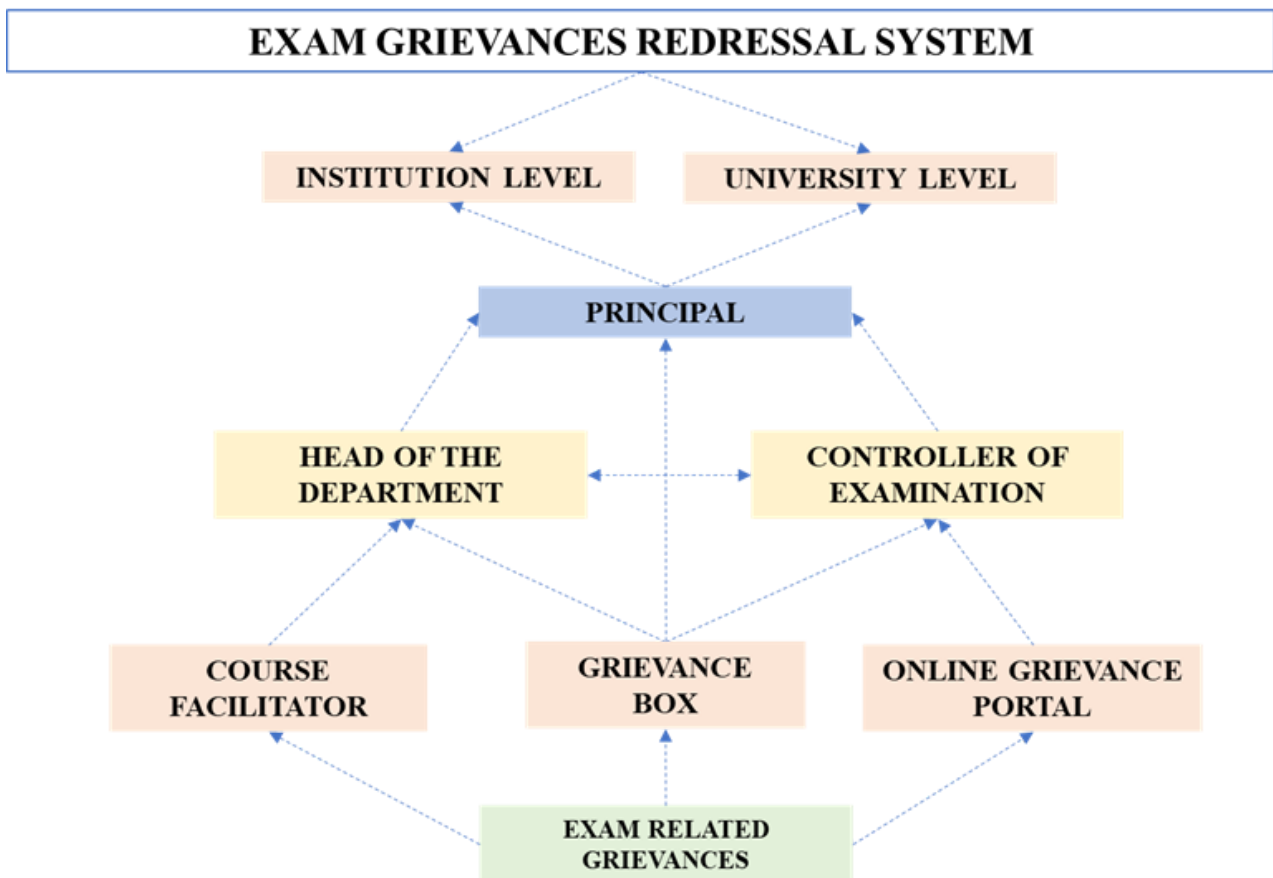 EXAM GRIEVANCES REDRESSAL SYSTEM
INSTITUTION LEVEL
UNIVERSITY LEVEL
PRINCIPAL
HEAD OF THE
DEPARTMENT
CONTROLLER OF
EXAMINATION
COURSE
FACILITATOR
GRIEVANCE
BOX
ONLINE GRIEVANCE
PORTAL
EXAM RELATED
GRIEVANCES